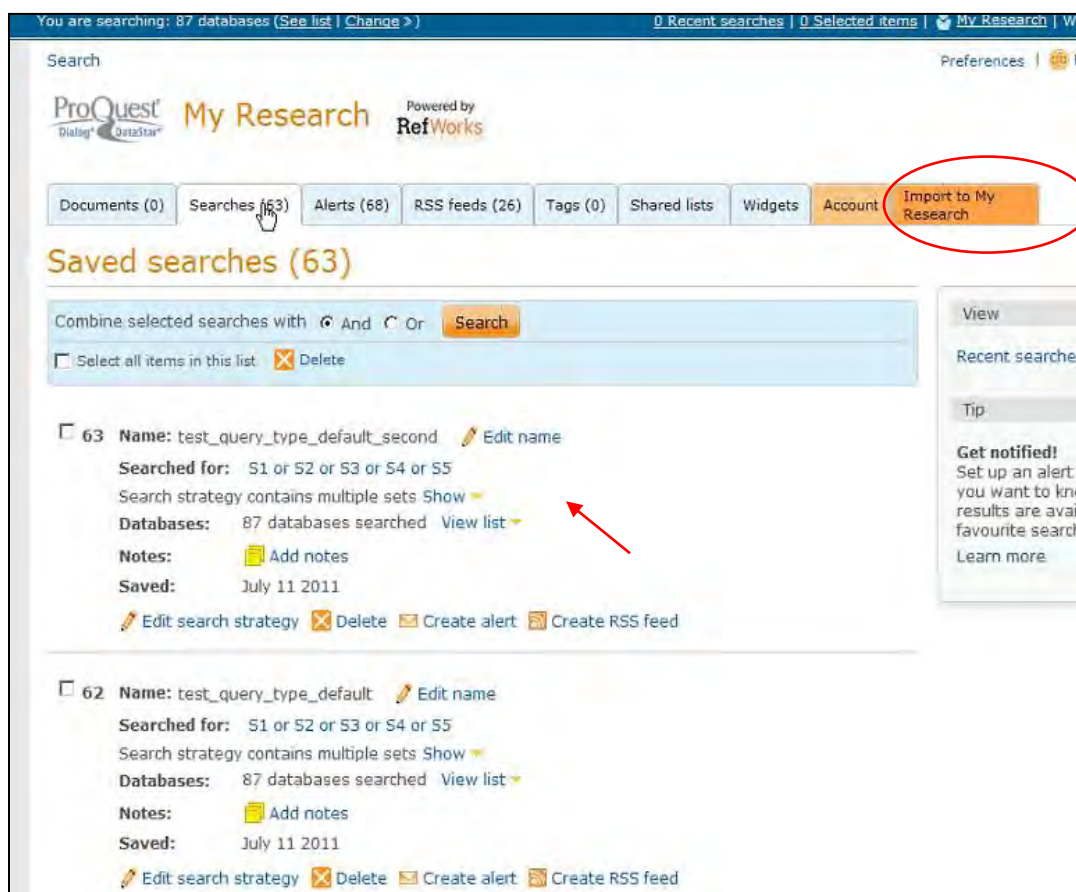 You are searching: 87 databases (See list | Change >) 0 Recent searches | 0 Selected items | My Research |
Search Preferences |
ProQuest
Dialog DataStar
My Research
Powered by
RefWorks
Documents (0) Searches (63) Alerts (68) RSS feeds (26) Tags (0) Shared lists Widgets Account Import to My Research
Saved searches (63)
Combine selected searches with And Or Search
Select all items in this list Delete
View
Recent searche
Tip
Get notified!
Set up an alert
you want to kn
results are avai
favourite search
Learn more
63 Name: test_query_type_default_second Edit name
Searched for: S1 or S2 or S3 or S4 or S5
Search strategy contains multiple sets Show
Databases: 87 databases searched View list
Notes: Add notes
Saved: July 11 2011
Edit search strategy Delete Create alert Create RSS feed
62 Name: test_query_type_default Edit name
Searched for: S1 or S2 or S3 or S4 or S5
Search strategy contains multiple sets Show
Databases: 87 databases searched View list
Notes: Add notes
Saved: July 11 2011
Edit search strategy Delete Create alert Create RSS feed